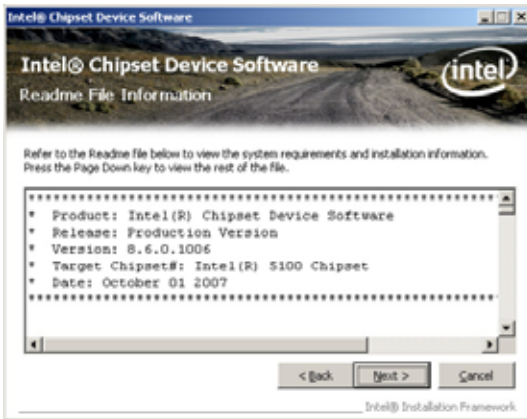 Intel® Chipset Device Software
Intel® Chipset Device Software
Readme File Information
intel
Refer to the Readme file below to view the system requirements and installation information.
Press the Page Down key to view the rest of the file.
************************************************************
* Product: Intel(R) Chipset Device Software
* Release: Production Version
* Version: 8.6.0.1006
* Target Chipset#: Intel(R) 5100 Chipset
* Date: October 01 2007
************************************************************
< Back
Next >
Cancel
Intel® Installation Framework